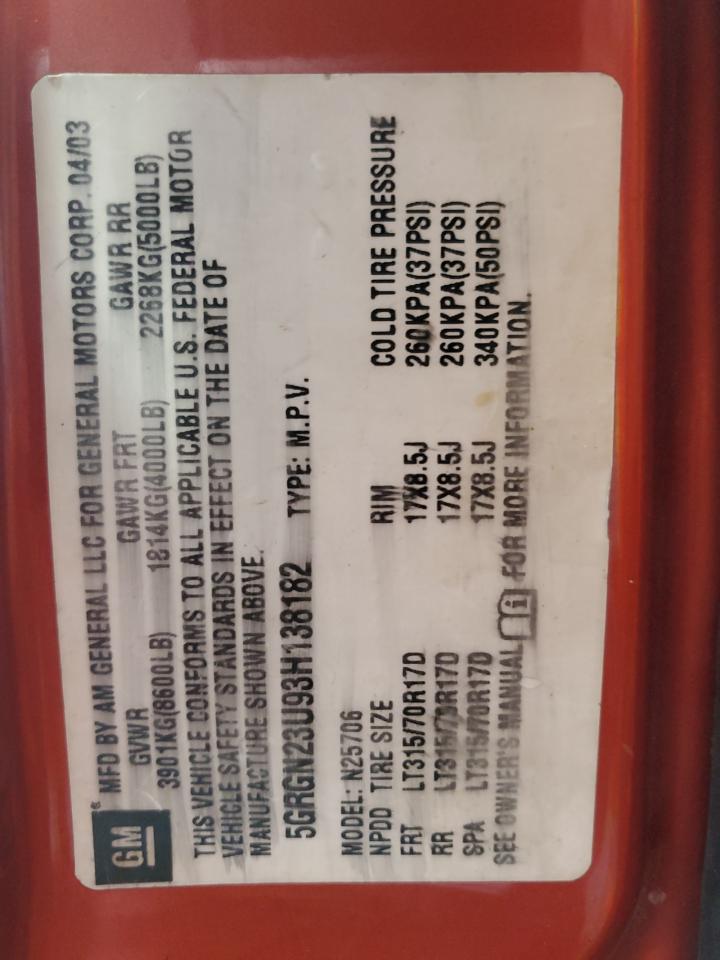 GM
MFD BY AM GENERAL LLC FOR GENERAL MOTORS CORP. 04/03
GVWR GAWR FRT GAWR RR
3901KG(8600LB) 1814KG(4000LB) 2268KG(5000LB)
THIS VEHICLE CONFORMS TO ALL APPLICABLE U.S. FEDERAL MOTOR
VEHICLE SAFETY STANDARDS IN EFFECT ON THE DATE OF
MANUFACTURE SHOWN ABOVE.
5GRGN23U93H138182 TYPE: M.P.V.
MODEL: N25706
NPDD TIRE SIZE RIM COLD TIRE PRESSURE
FRT LT315/70R17D 17X8.5J 260KPA(37PSI)
RR LT315/70R17D 17X8.5J 260KPA(37PSI)
SPA LT315/70R17D 17X8.5J 340KPA(50PSI)
SEE OWNER'S MANUAL i FOR MORE INFORMATION.